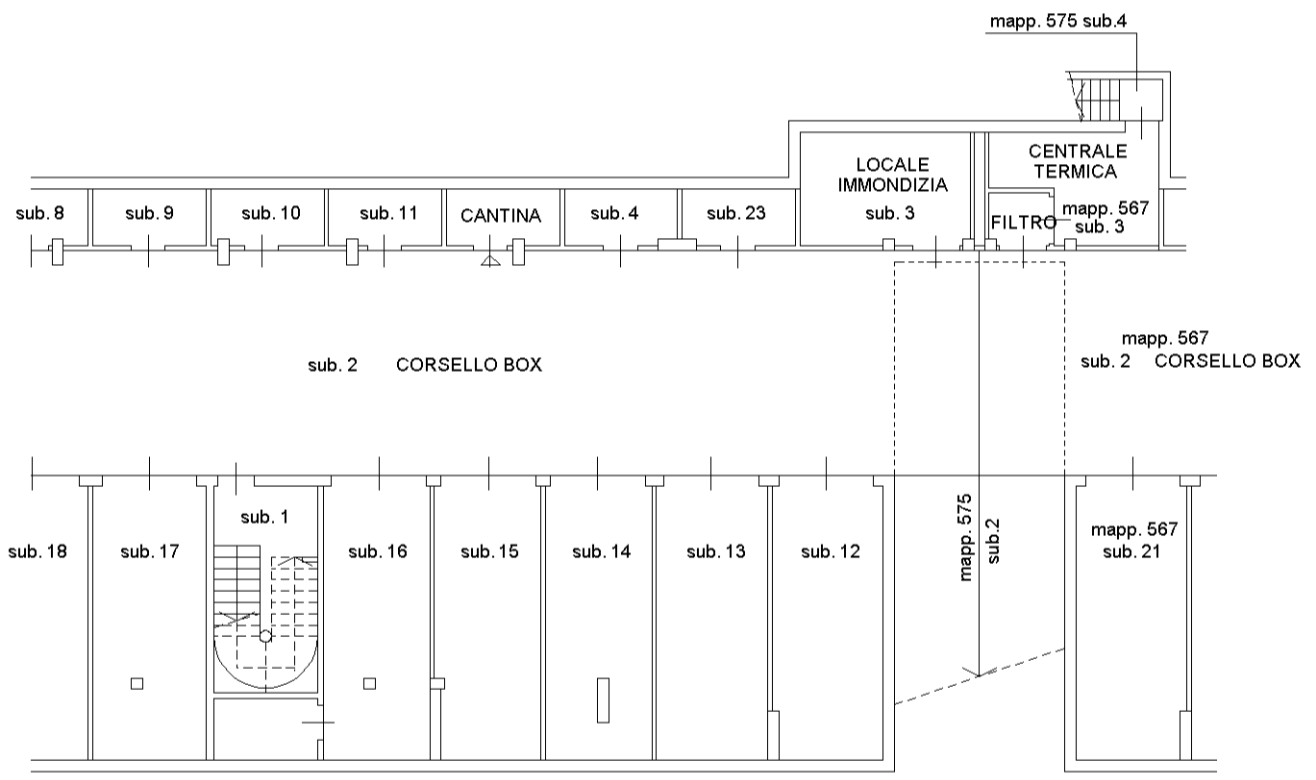 mapp. 575 sub.4
LOCALE
IMMONDIZIA
sub. 3
CENTRALE
TERMICA
FILTRO
mapp. 567
sub. 3
sub. 8
sub. 9
sub. 10
sub. 11
CANTINA
sub. 4
sub. 23
sub. 2 CORSELLO BOX
mapp. 567
sub. 2 CORSELLO BOX
sub. 18
sub. 17
sub. 1
sub. 16
sub. 15
sub. 14
sub. 13
sub. 12
mapp. 575
sub.2
mapp. 567
sub. 21